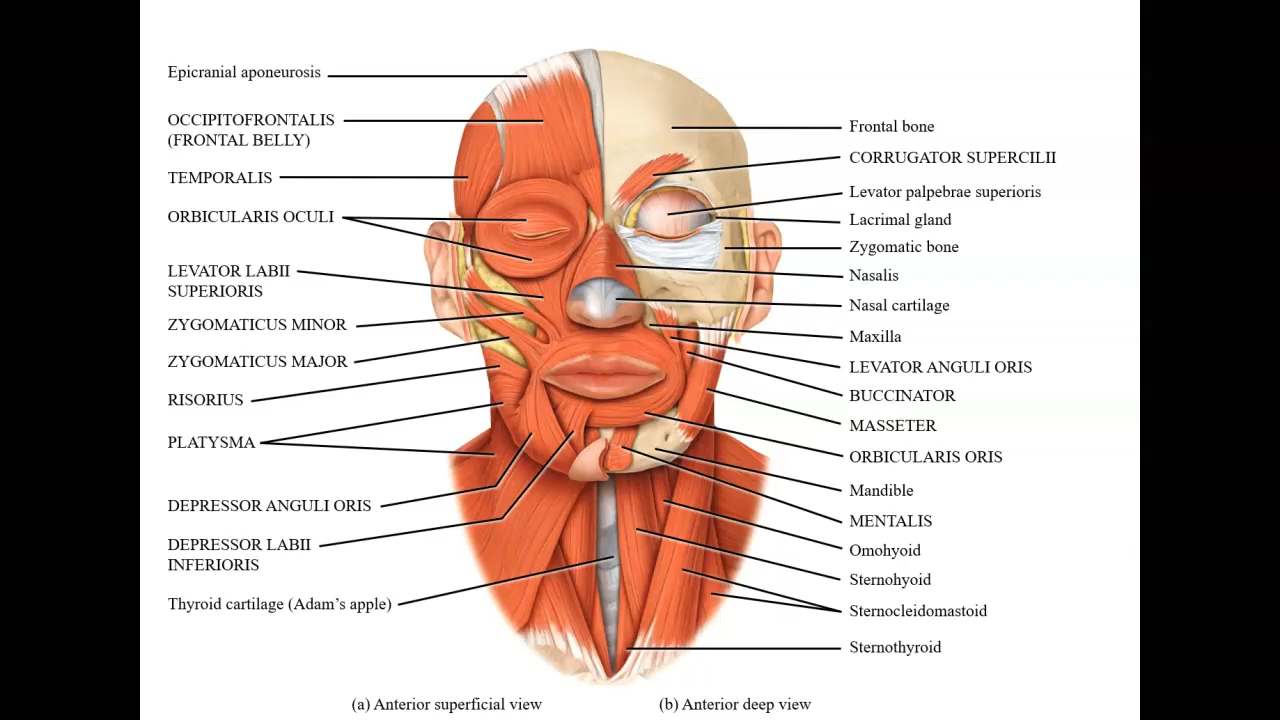 Epicranial aponeurosis
OCCIPITOFRONTALIS
(FRONTAL BELLY)
TEMPORALIS
ORBICULARIS OCULI
LEVATOR LABII
SUPERIORIS
ZYGOMATICUS MINOR
ZYGOMATICUS MAJOR
RISORIUS
PLATYSMA
DEPRESSOR ANGULI ORIS
DEPRESSOR LABII
INFERIORIS
Thyroid cartilage (Adam’s apple)
Frontal bone
CORRUGATOR SUPERCILII
Levator palpebrae superioris
Lacrimal gland
Zygomatic bone
Nasalis
Nasal cartilage
Maxilla
LEVATOR ANGULI ORIS
BUCCINATOR
MASSETER
ORBICULARIS ORIS
Mandible
MENTALIS
Omohyoid
Sternohyoid
Sternocleidomastoid
Sternothyroid
(a) Anterior superficial view
(b) Anterior deep view